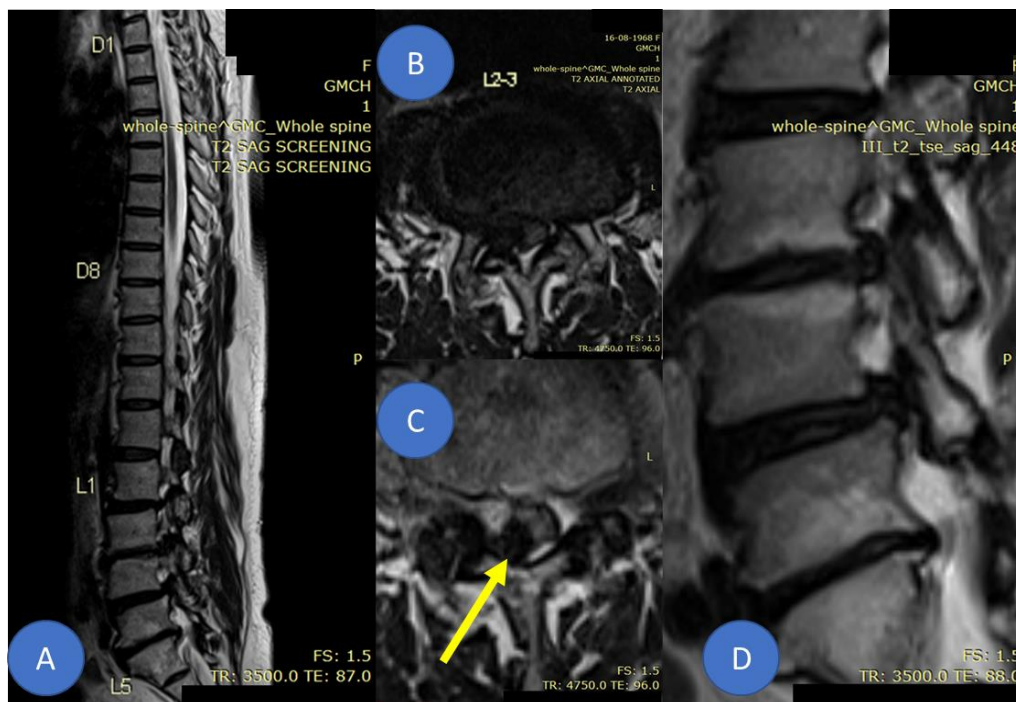 D1
F
GMCH
1
whole-spine^GMC_Whole spine
T2 SAG SCREENING
T2 SAG SCREENING
D8
P
L1
A
FS: 1.5
TR: 3500.0 TE: 87.0
L5
B
16-08-1968 F
GMCH
1
whole-spine^GMC_Whole spine
T2 AXIAL ANNOTATED
T2 AXIAL
L2-3
L
FS: 1.5
TR: 4750.0 TE: 96.0
C
L
FS: 1.5
TR: 4750.0 TE: 96.0
F
GMCH
1
whole-spine^GMC_Whole spine
III_t2_tse_sag_448
P
D
FS: 1.5
TR: 3500.0 TE: 88.0